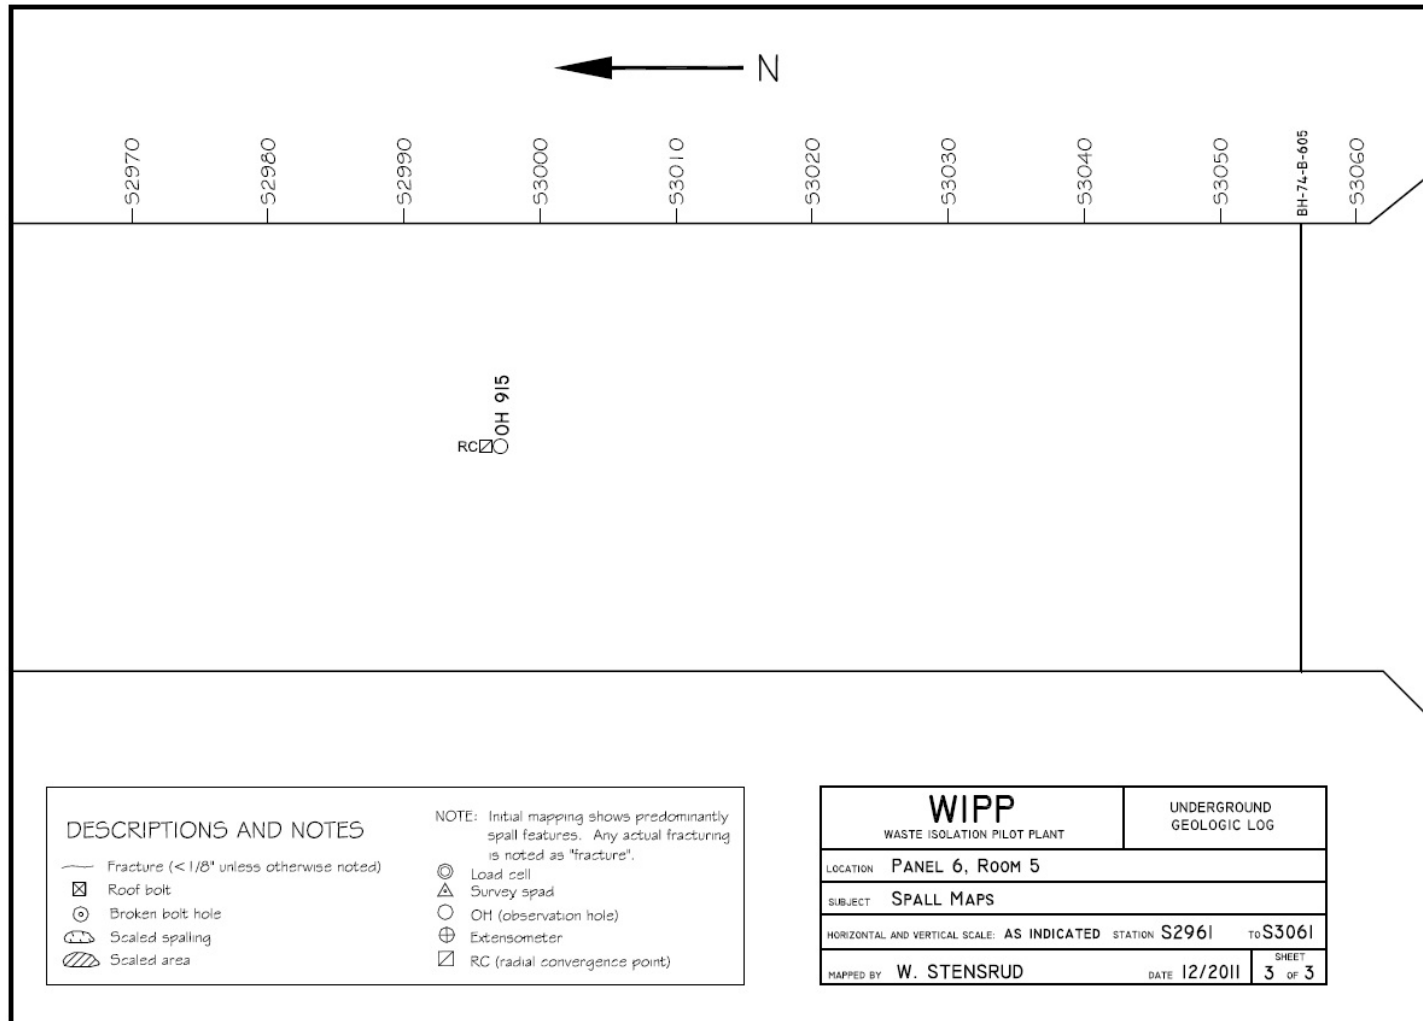 N
S2970
S2980
S2990
S3000
S3010
S3020
S3030
S3040
S3050
BH-74-B-605
S3060
OH 915
RC
DESCRIPTIONS AND NOTES
Fracture (< 1/8" unless otherwise noted)
Roof bolt
Broken bolt hole
Scaled spalling
Scaled area
NOTE: Initial mapping shows predominantly
spall features. Any actual fracturing
is noted as "fracture".
Load cell
Survey spad
OH (observation hole)
Extensometer
RC (radial convergence point)
WIPP
WASTE ISOLATION PILOT PLANT
UNDERGROUND
GEOLOGIC LOG
LOCATION PANEL 6, ROOM 5
SUBJECT SPALL MAPS
HORIZONTAL AND VERTICAL SCALE: AS INDICATED STATION S2961 TO S3061
MAPPED BY W. STENSRUD DATE 12/2011
SHEET
3 OF 3